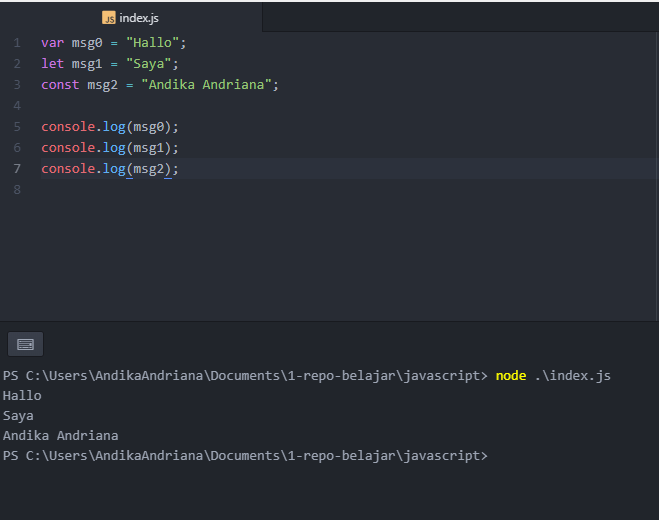 JS index.js
1 var msg0 = "Hallo";
2 let msg1 = "Saya";
3 const msg2 = "Andika Andriana";
4
5 console.log(msg0);
6 console.log(msg1);
7 console.log(msg2);
8
PS C:\Users\AndikaAndriana\Documents\1-repo-belajar\javascript> node .\index.js
Hallo
Saya
Andika Andriana
PS C:\Users\AndikaAndriana\Documents\1-repo-belajar\javascript>